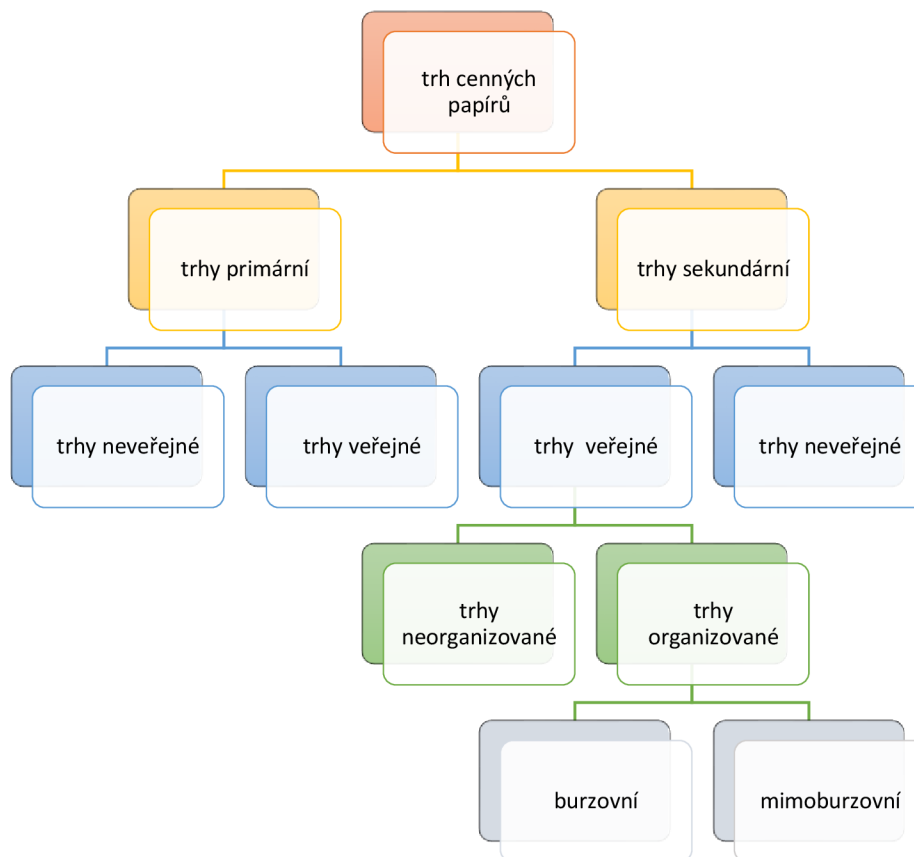 trh cenných
papírů
trhy primární
trhy sekundární
trhy neveřejné
trhy veřejné
trhy  veřejné
trhy neveřejné
trhy
neorganizované
trhy
organizované
burzovní
mimoburzovní